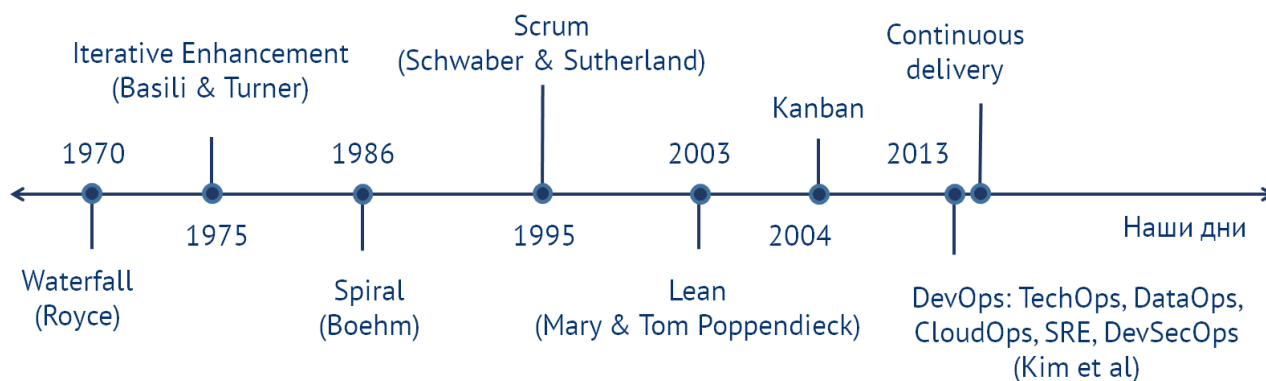 Scrum
(Schwaber & Sutherland)
Continuous
delivery
Iterative Enhancement
(Basili & Turner)
Kanban
1970
1986
2003
2013
1975
1995
2004
Наши дни
Waterfall
(Royce)
Spiral
(Boehm)
Lean
(Mary & Tom Poppendieck)
DevOps: TechOps, DataOps,
CloudOps, SRE, DevSecOps
(Kim et al)